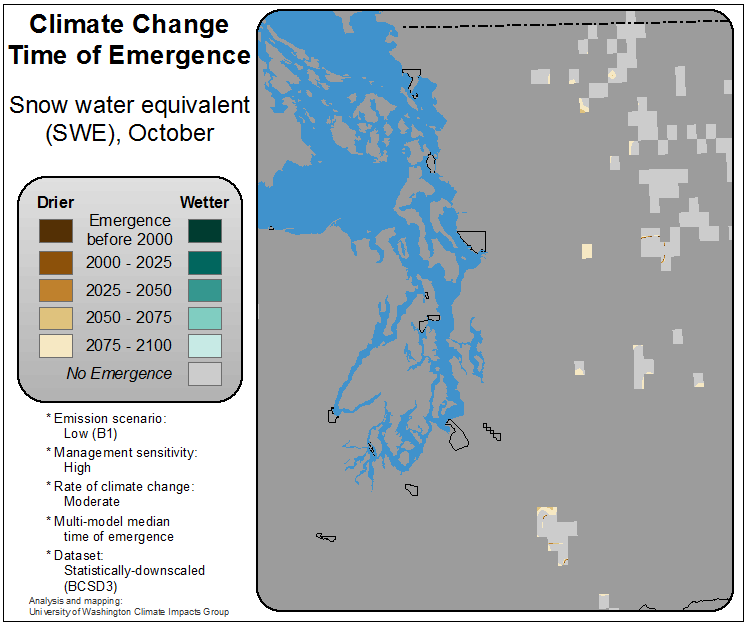 Climate Change
Time of Emergence
Snow water equivalent
(SWE), October
Drier
Wetter
Emergence
before 2000
2000 - 2025
2025 - 2050
2050 - 2075
2075 - 2100
No Emergence
* Emission scenario:
Low (B1)
* Management sensitivity:
High
* Rate of climate change:
Moderate
* Multi-model median
time of emergence
* Dataset:
Statistically-downscaled
(BCSD3)
Analysis and mapping:
University of Washington Climate Impacts Group